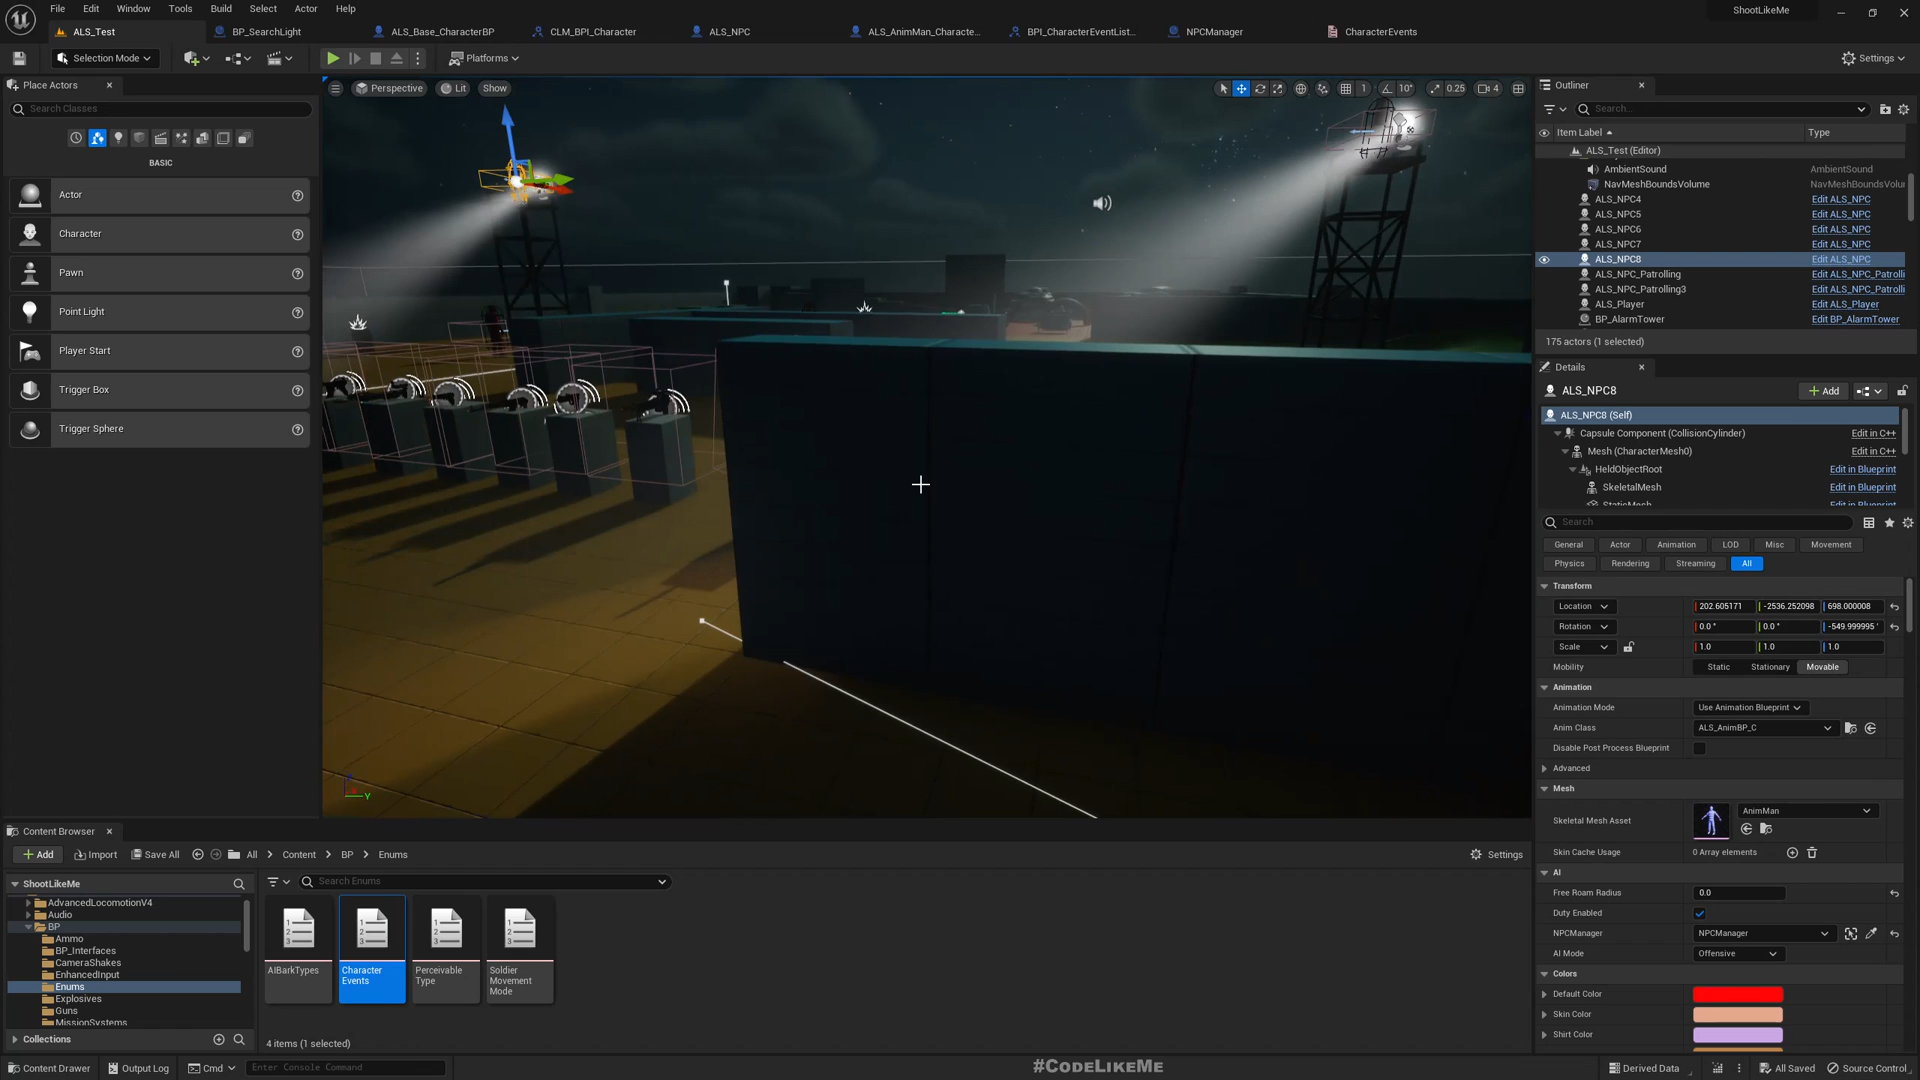 File Edit Window Tools Build Select Actor Help
ShootLikeMe
ALS_Test
BP_SearchLight
ALS_Base_CharacterBP
CLM_BPI_Character
ALS_NPC
ALS_AnimMan_Characte...
BPI_CharacterEventList...
NPCManager
CharacterEvents
Selection Mode
Platforms
Settings
Place Actors
Search Classes
BASIC
Actor
Character
Pawn
Point Light
Player Start
Trigger Box
Trigger Sphere
Perspective Lit Show
1 10° 0.25 4
Outliner
Search...
Item Label Type
ALS_Test (Editor)
AmbientSound AmbientSound
NavMeshBoundsVolume NavMeshBoundsVolu
ALS_NPC4 Edit ALS_NPC
ALS_NPC5 Edit ALS_NPC
ALS_NPC6 Edit ALS_NPC
ALS_NPC7 Edit ALS_NPC
ALS_NPC8 Edit ALS_NPC
ALS_NPC_Patrolling Edit ALS_NPC_Patrolli
ALS_NPC_Patrolling3 Edit ALS_NPC_Patrolli
ALS_Player Edit ALS_Player
BP_AlarmTower Edit BP_AlarmTower
175 actors (1 selected)
Details
ALS_NPC8
Add
ALS_NPC8 (Self)
Capsule Component (CollisionCylinder) Edit in C++
Mesh (CharacterMesh0) Edit in C++
HeldObjectRoot Edit in Blueprint
SkeletalMesh Edit in Blueprint
StaticMesh Edit in Blueprint
Search
General Actor Animation LOD Misc Movement
Physics Rendering Streaming All
Transform
Location 202.605171 -2536.252098 698.000008
Rotation 0.0 ° 0.0 ° -549.999995 °
Scale 1.0 1.0 1.0
Mobility Static Stationary Movable
Animation
Animation Mode Use Animation Blueprint
Anim Class ALS_AnimBP_C
Disable Post Process Blueprint
Advanced
Mesh
Skeletal Mesh Asset AnimMan
Skin Cache Usage 0 Array elements
AI
Free Roam Radius 0.0
Duty Enabled
NPCManager NPCManager
AI Mode Offensive
Colors
Default Color
Skin Color
Shirt Color
Y
Content Browser
Add Import Save All All Content BP Enums Settings
ShootLikeMe
Search Enums
AdvancedLocomotionV4
Audio
BP
Ammo
BP_Interfaces
CameraShakes
EnhancedInput
Enums
Explosives
Guns
MissionSystems
Collections
AIBarkTypes
Character
Events
Perceivable
Type
Soldier
Movement
Mode
4 items (1 selected)
Content Drawer Output Log Cmd Enter Console Command
#CODELIKEME
Derived Data All Saved Source Control